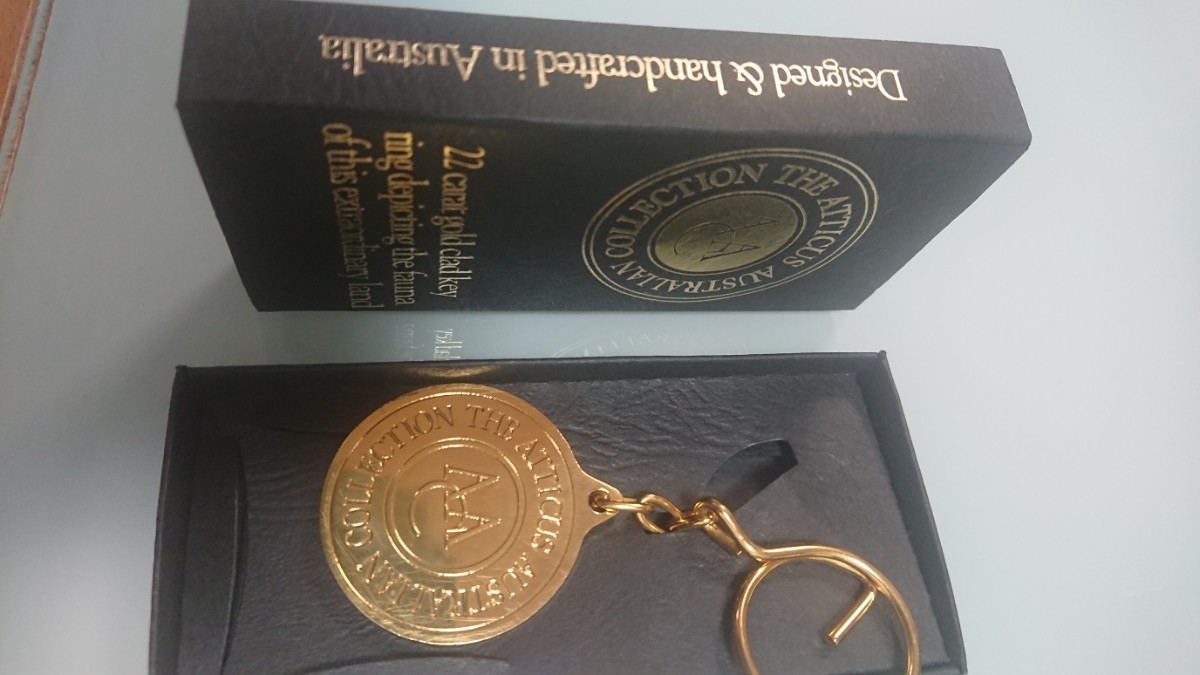 Designed & handcrafted in Australia
THE ATTICUS AUSTRALIAN COLLECTION
22 carat gold clad key
ring depicting the fauna
of this extraordinary land
THE ATTICUS AUSTRALIAN COLLECTION